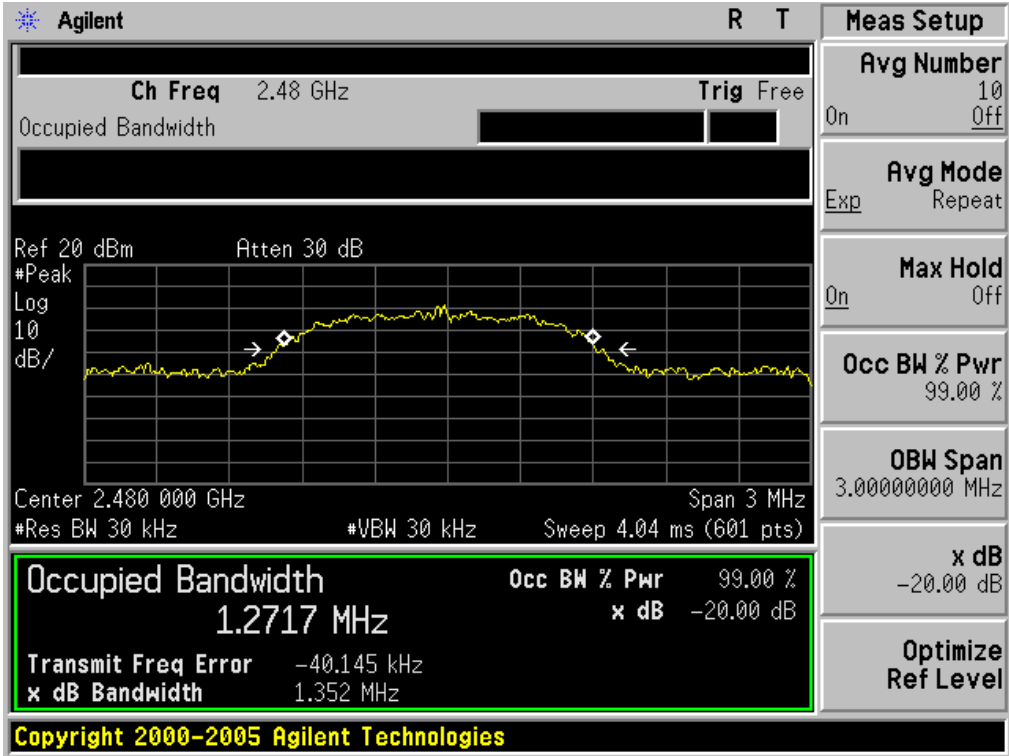 Agilent R T
Ch Freq 2.48 GHz Trig Free
Occupied Bandwidth
Ref 20 dBm Atten 30 dB
#Peak
Log
10
dB/
Center 2.480 000 GHz Span 3 MHz
#Res BW 30 kHz #VBW 30 kHz Sweep 4.04 ms (601 pts)
Occupied Bandwidth Occ BW % Pwr 99.00 %
1.2717 MHz x dB -20.00 dB
Transmit Freq Error -40.145 kHz
x dB Bandwidth 1.352 MHz
Copyright 2000-2005 Agilent Technologies
Meas Setup
Avg Number
10
On Off
Avg Mode
Exp Repeat
Max Hold
On Off
Occ BW % Pwr
99.00 %
OBW Span
3.00000000 MHz
x dB
-20.00 dB
Optimize
Ref Level